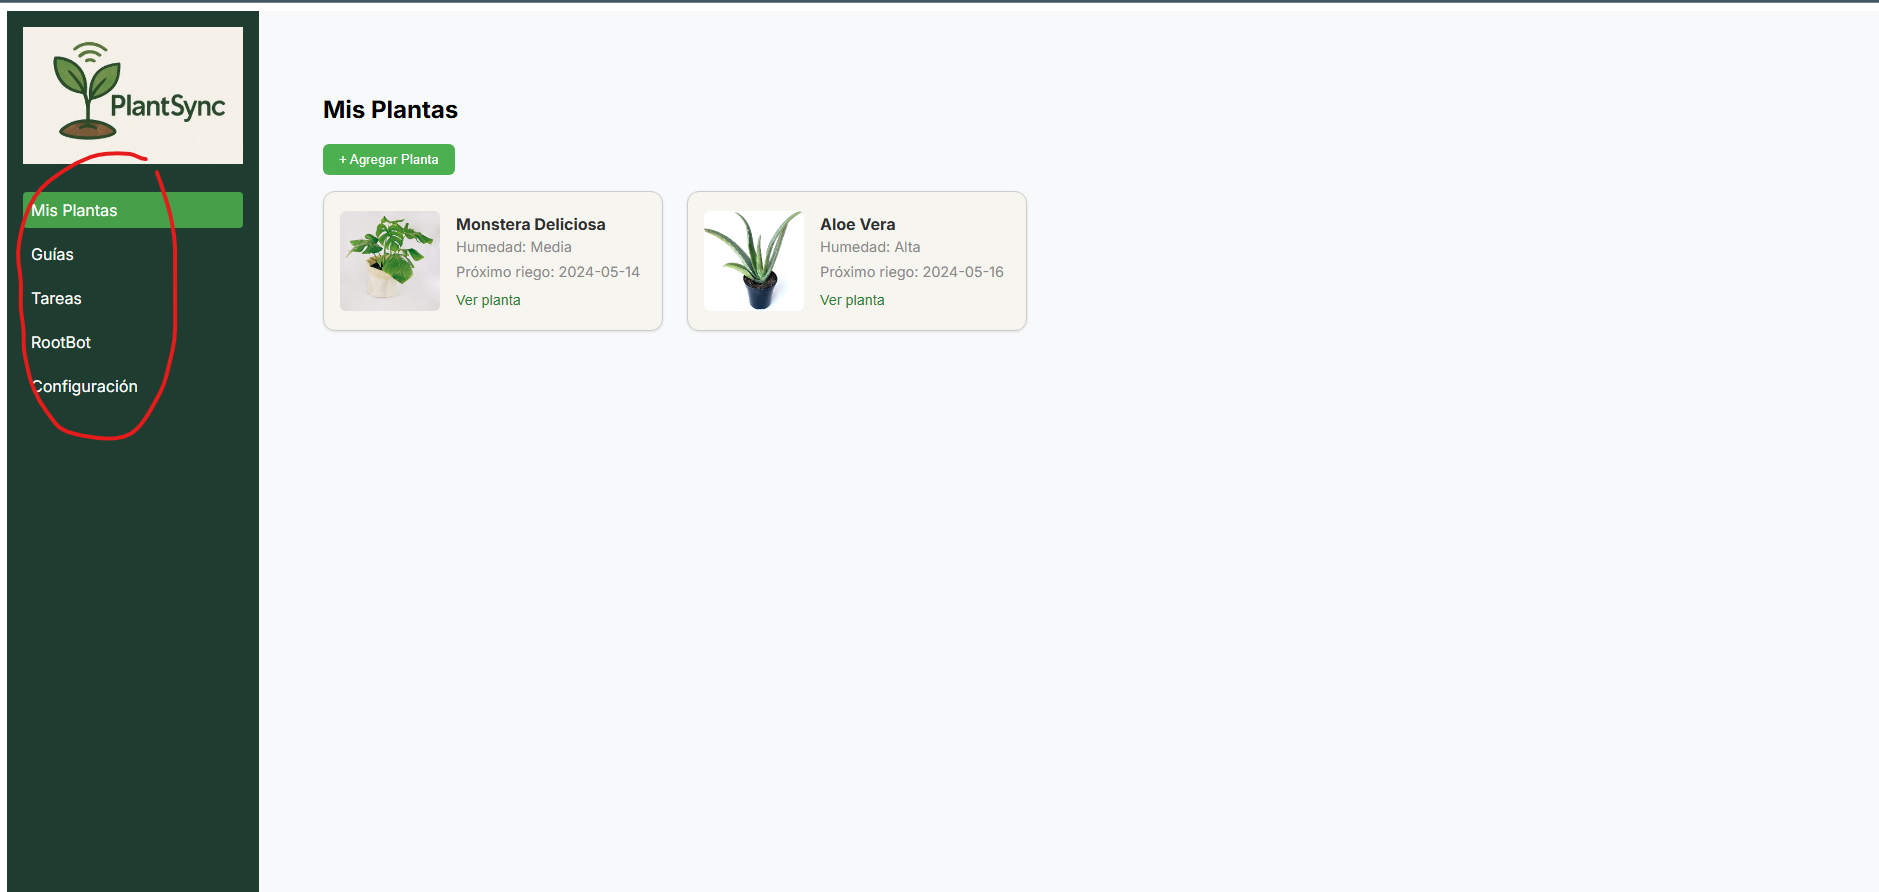 PlantSync
Mis Plantas
Guías
Tareas
RootBot
Configuración
Mis Plantas
+ Agregar Planta
Monstera Deliciosa
Humedad: Media
Próximo riego: 2024-05-14
Ver planta
Aloe Vera
Humedad: Alta
Próximo riego: 2024-05-16
Ver planta